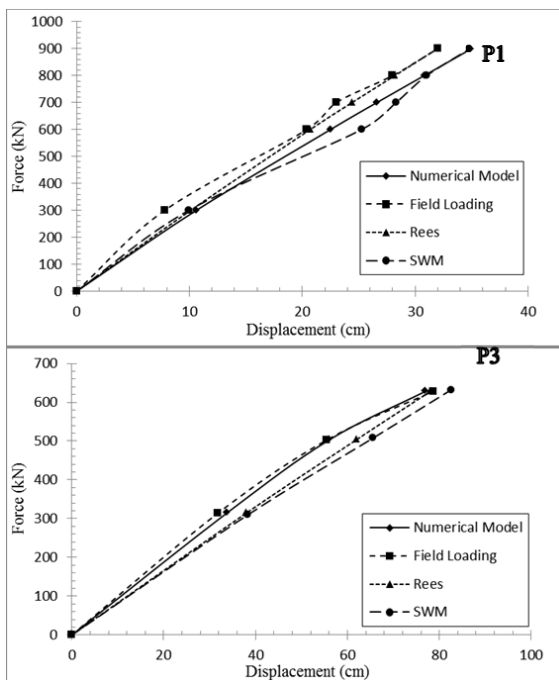 1000
900
800
700
600
500
400
300
200
100
0
Force (kN)
P1
Numerical Model
Field Loading
Rees
SWM
0 10 20 30 40
Displacement (cm)
P3
700
600
500
400
300
200
100
0
Force (kN)
Numerical Model
Field Loading
Rees
SWM
0 20 40 60 80 100
Displacement (cm)